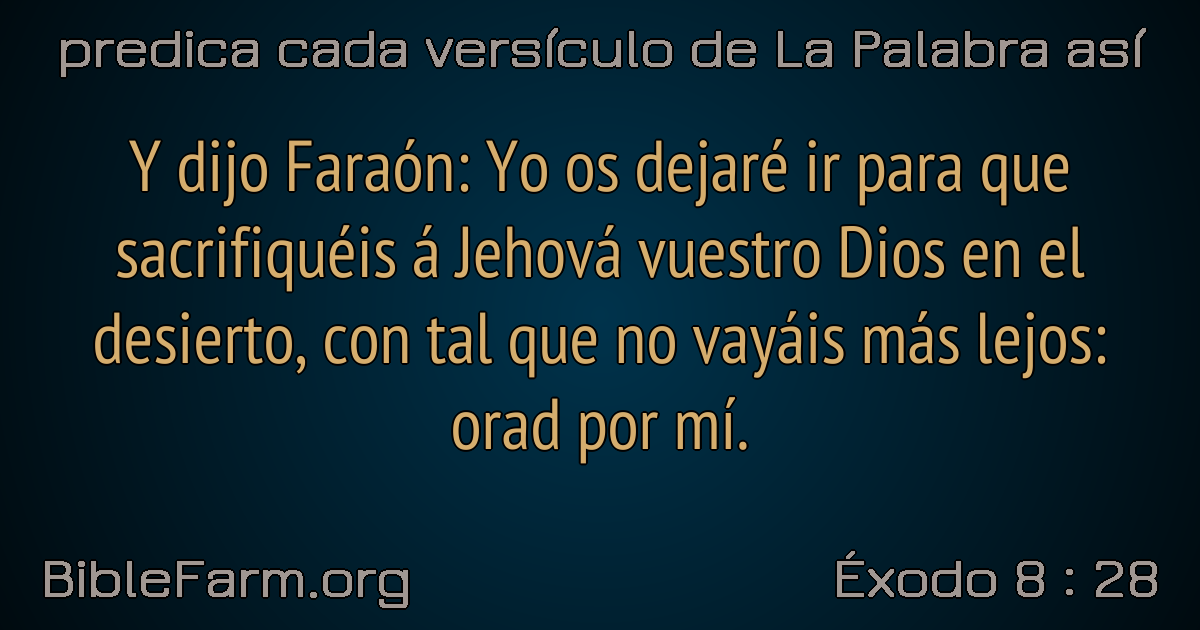 predica cada versículo de La Palabra así
Y dijo Faraón: Yo os dejaré ir para que
sacrifiquéis á Jehová vuestro Dios en el
desierto, con tal que no vayáis más lejos:
orad por mí.
BibleFarm.org
Éxodo 8 : 28